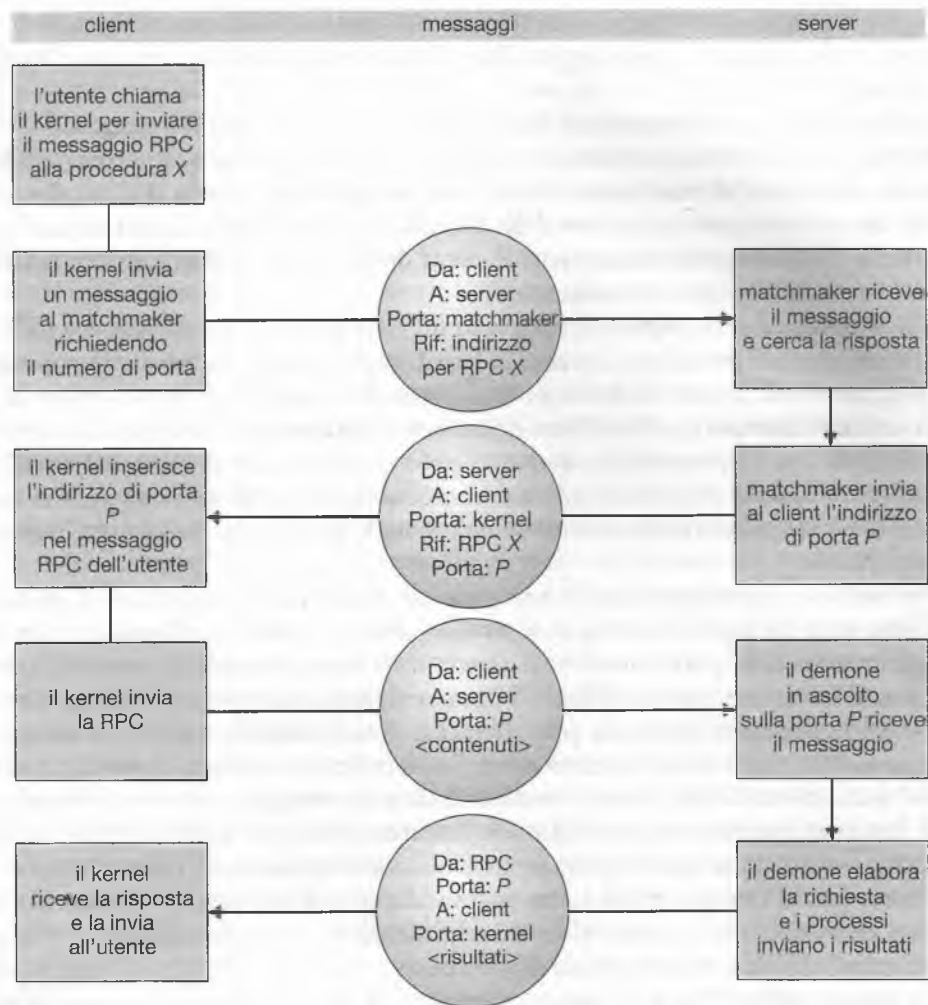 client
messaggi
server
l'utente chiama
il kernel per inviare
il messaggio RPC
alla procedura X
il kernel invia
un messaggio
al matchmaker
richiedendo
il numero di porta
Da: client
A: server
Porta: matchmaker
Rif: indirizzo
per RPC X
matchmaker riceve
il messaggio
e cerca la risposta
il kernel inserisce
l'indirizzo di porta
P
nel messaggio
RPC dell'utente
Da: server
A: client
Porta: kernel
Rif: RPC X
Porta: P
matchmaker invia
al client l'indirizzo
di porta P
il kernel invia
la RPC
Da: client
A: server
Porta: P
<contenuti>
il demone
in ascolto
sulla porta P riceve
il messaggio
il kernel
riceve la risposta
e la invia
all'utente
Da: RPC
Porta: P
A: client
Porta: kernel
<risultati>
il demone elabora
la richiesta
e i processi
inviano i risultati